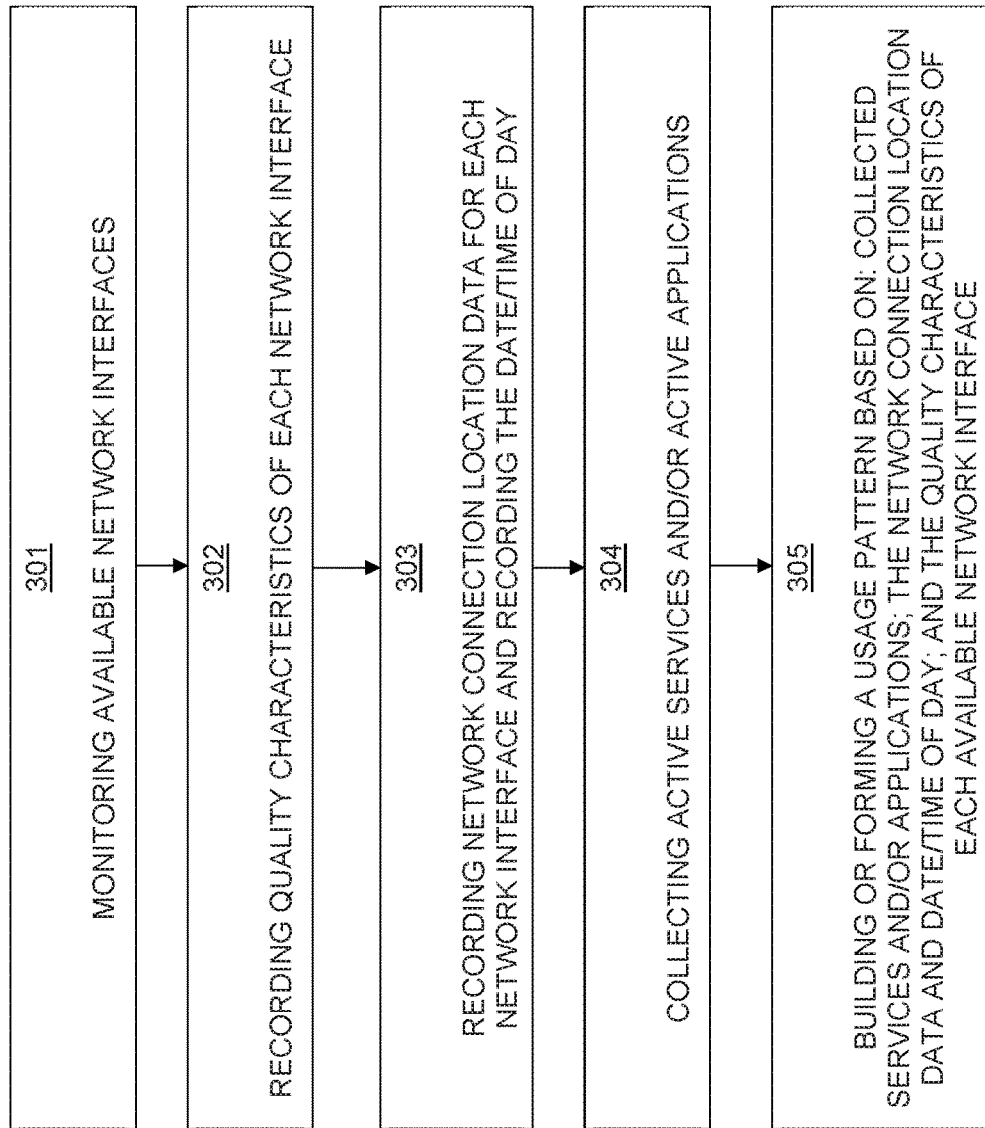 301
MONITORING AVAILABLE NETWORK INTERFACES
302
RECORDING QUALITY CHARACTERISTICS OF EACH NETWORK INTERFACE
303
RECORDING NETWORK CONNECTION LOCATION DATA FOR EACH
NETWORK INTERFACE AND RECORDING THE DATE/TIME OF DAY
304
COLLECTING ACTIVE SERVICES AND/OR ACTIVE APPLICATIONS
305
BUILDING OR FORMING A USAGE PATTERN BASED ON: COLLECTED
SERVICES AND/OR APPLICATIONS; THE NETWORK CONNECTION LOCATION
DATA AND DATE/TIME OF DAY; AND THE QUALITY CHARACTERISTICS OF
EACH AVAILABLE NETWORK INTERFACE